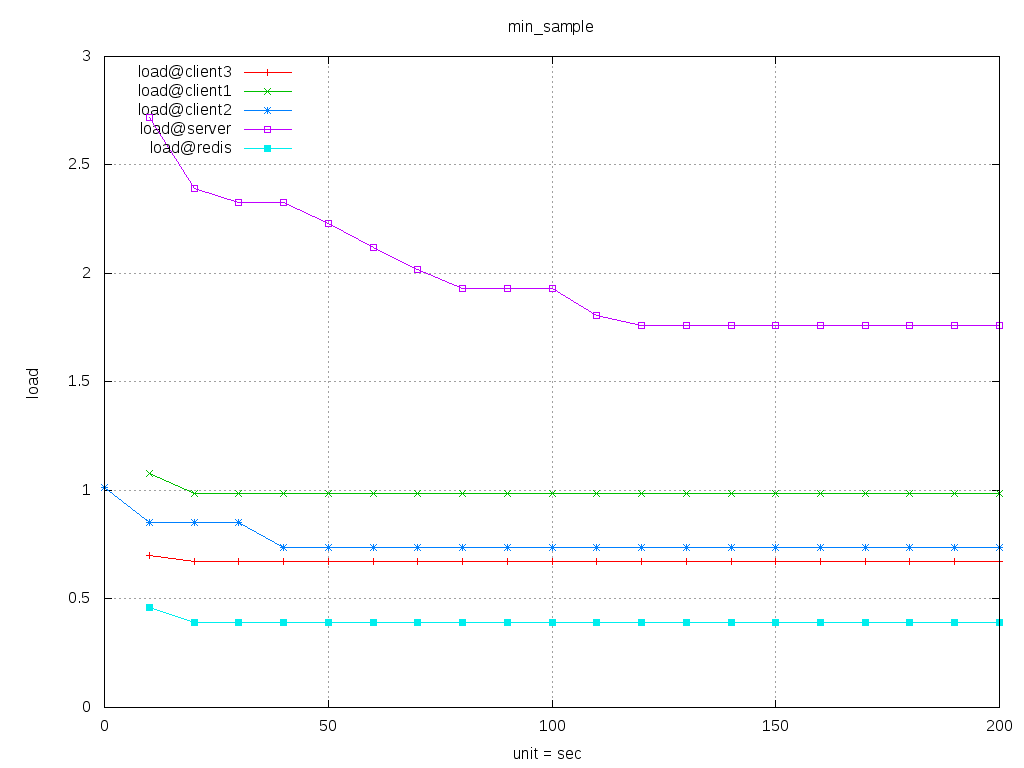 min_sample
3
2.5
2
1.5
1
0.5
0
load
load@client3
load@client1
load@client2
load@server
load@redis
0 50 100 150 200
unit = sec